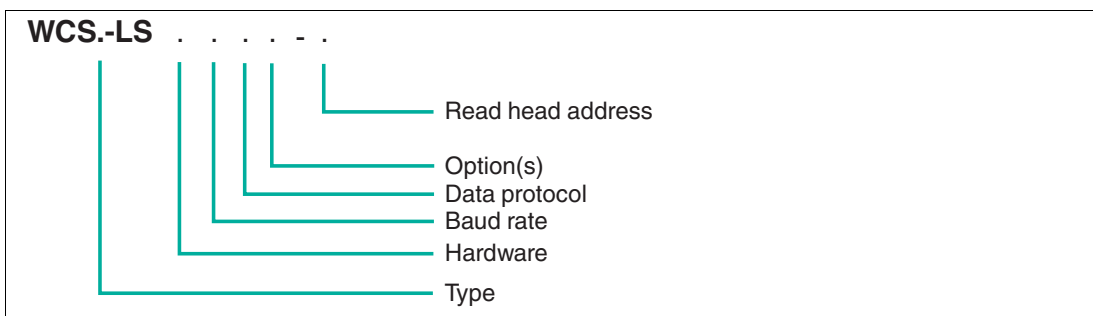 WCS.-LS . . . . - .
Read head address
Option(s)
Data protocol
Baud rate
Hardware
Type